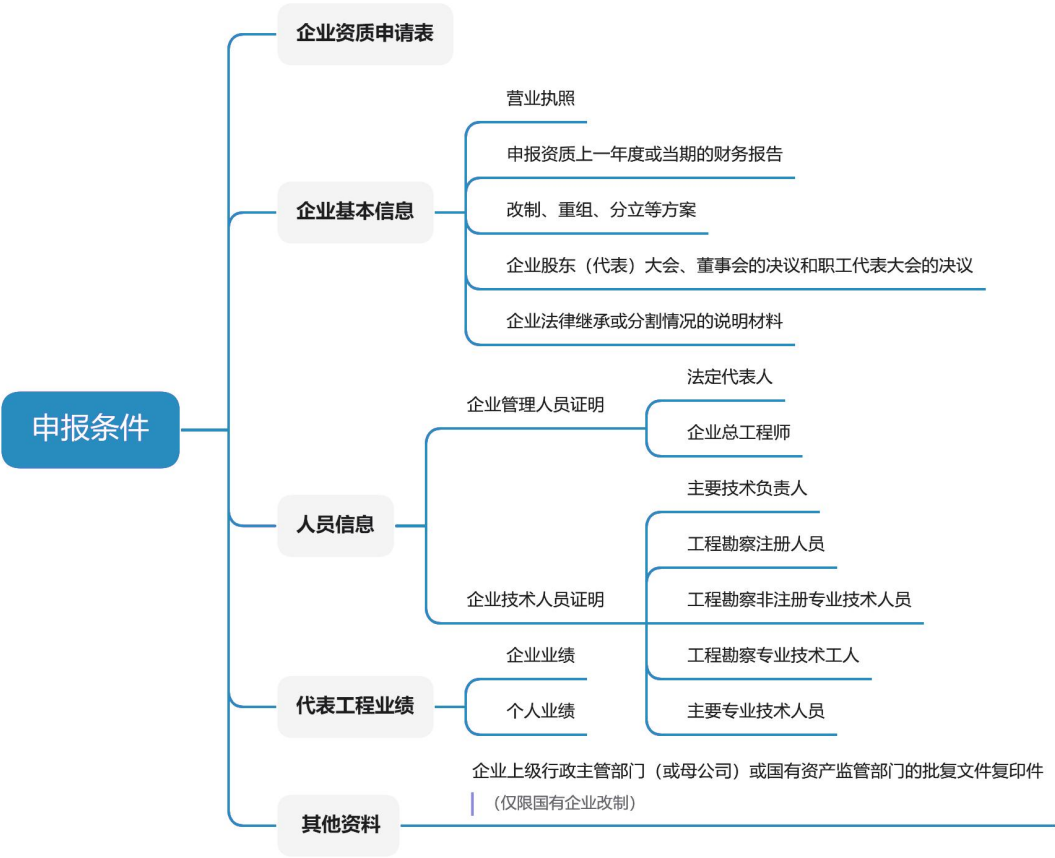 企业资质申请表
营业执照
申报资质上一年度或当期的财务报告
企业基本信息
改制、重组、分立等方案
企业股东（代表）大会、董事会的决议和职工代表大会的决议
企业法律继承或分割情况的说明材料
申报条件
法定代表人
企业管理人员证明
企业总工程师
人员信息
主要技术负责人
工程勘察注册人员
企业技术人员证明
工程勘察非注册专业技术人员
工程勘察专业技术工人
主要专业技术人员
企业业绩
代表工程业绩
个人业绩
企业上级行政主管部门（或母公司）或国有资产监管部门的批复文件复印件
（仅限国有企业改制）
其他资料